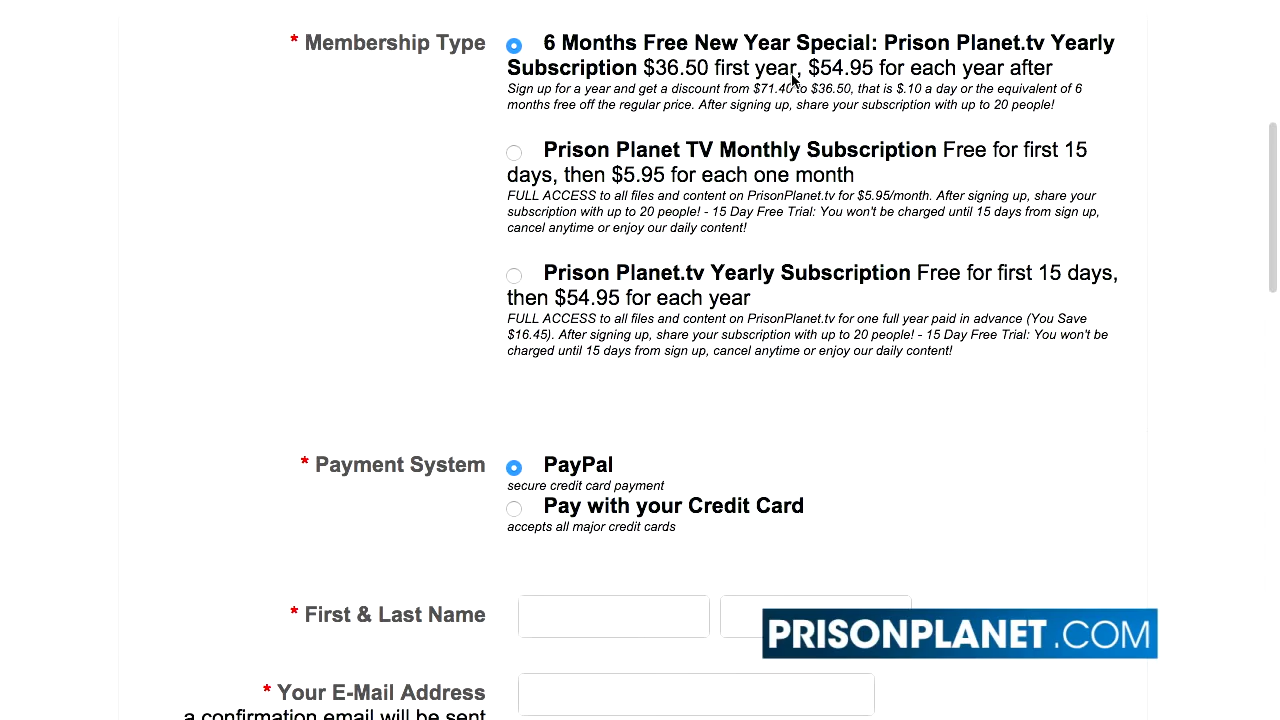 * Membership Type
6 Months Free New Year Special: Prison Planet.tv Yearly
Subscription $36.50 first year, $54.95 for each year after
Sign up for a year and get a discount from $71.40 to $36.50, that is $.10 a day or the equivalent of 6
months free off the regular price. After signing up, share your subscription with up to 20 people!
Prison Planet TV Monthly Subscription Free for first 15
days, then $5.95 for each one month
FULL ACCESS to all files and content on PrisonPlanet.tv for $5.95/month. After signing up, share your
subscription with up to 20 people! - 15 Day Free Trial: You won't be charged until 15 days from sign up,
cancel anytime or enjoy our daily content!
Prison Planet.tv Yearly Subscription Free for first 15 days,
then $54.95 for each year
FULL ACCESS to all files and content on PrisonPlanet.tv for one full year paid in advance (You Save
$16.45). After signing up, share your subscription with up to 20 people! - 15 Day Free Trial: You won't be
charged until 15 days from sign up, cancel anytime or enjoy our daily content!
* Payment System
PayPal
secure credit card payment
Pay with your Credit Card
accepts all major credit cards
* First & Last Name
PRISONPLANET.COM
* Your E-Mail Address
a confirmation email will be sent